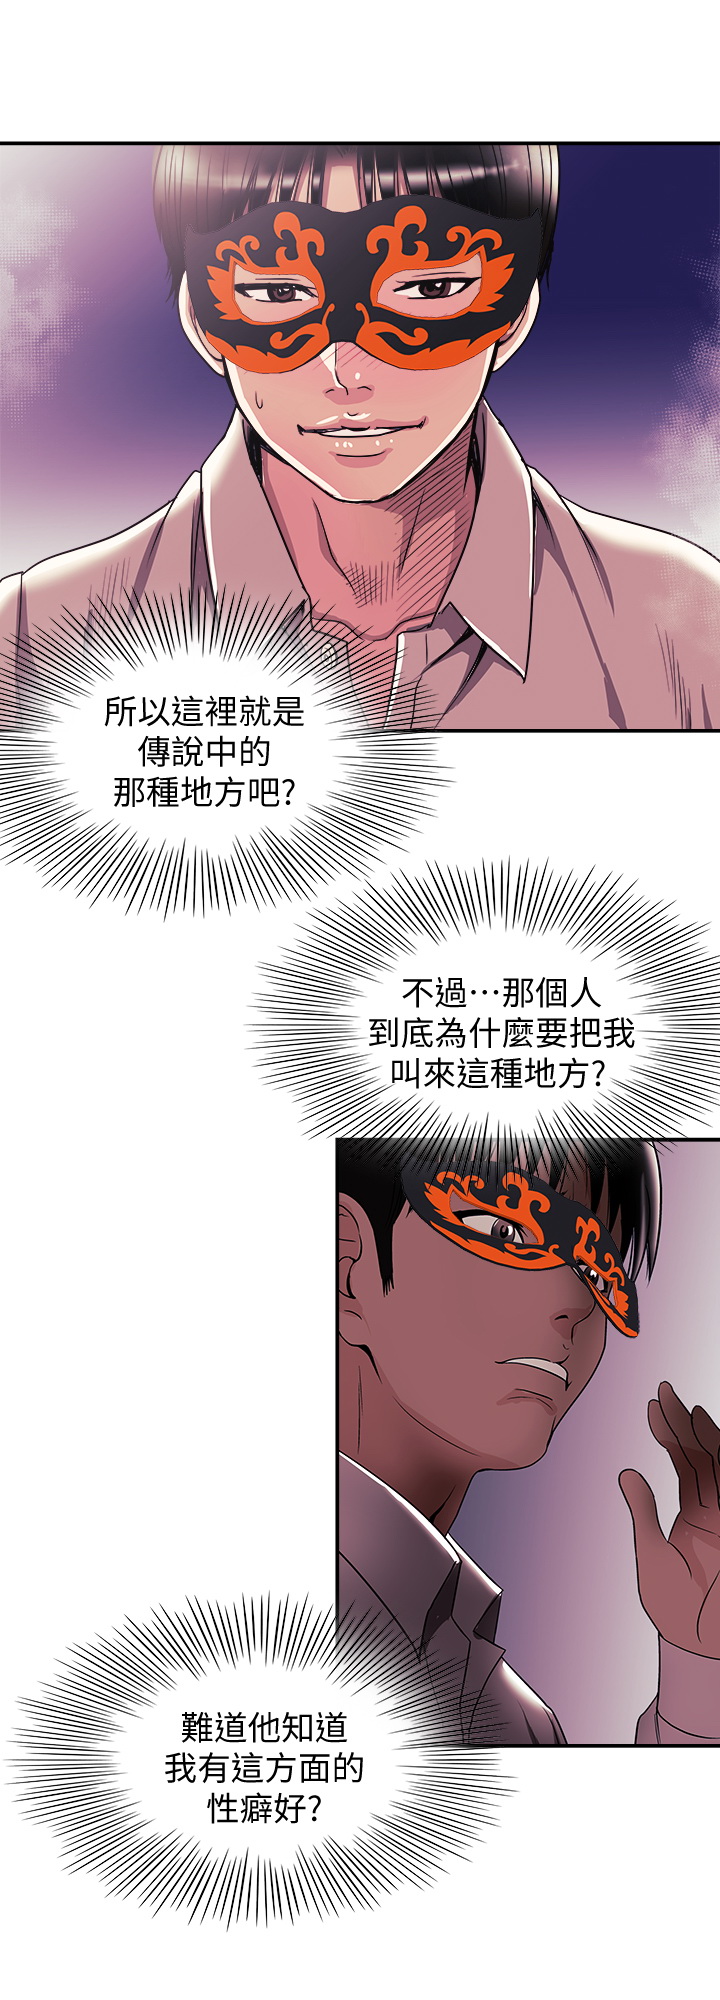 所以這裡就是
傳說中的
那種地方吧?
不過⋯那個人
到底為什麼要把我
叫來這種地方?
難道他知道
我有這方面的
性癖好?